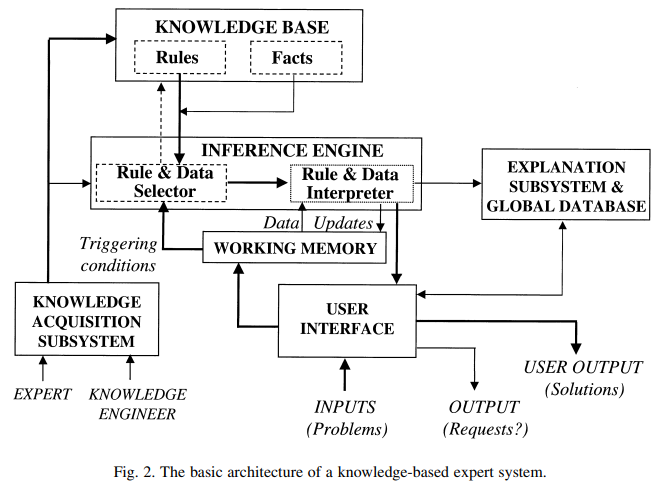 KNOWLEDGE BASE
Rules
Facts
INFERENCE ENGINE
Rule & Data
Selector
Rule & Data
Interpreter
EXPLANATION
SUBSYSTEM &
GLOBAL DATABASE
Data
Updates
Triggering
conditions
WORKING MEMORY
KNOWLEDGE
ACQUISITION
SUBSYSTEM
USER
INTERFACE
EXPERT
KNOWLEDGE
ENGINEER
INPUTS
(Problems)
OUTPUT
(Requests?)
USER OUTPUT
(Solutions)
Fig. 2. The basic architecture of a knowledge-based expert system.